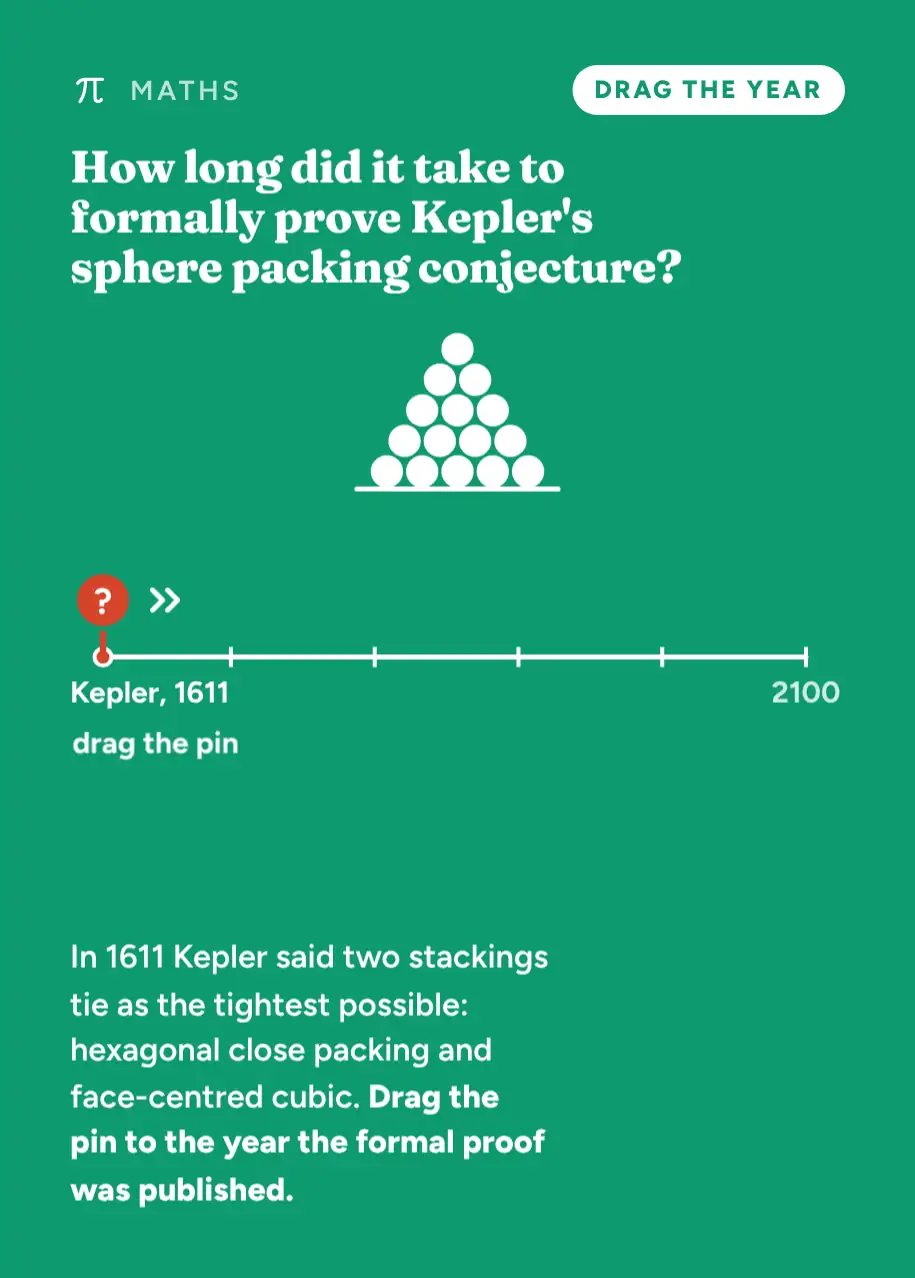 π MATHS
DRAG THE YEAR
How long did it take to
formally prove Kepler's
sphere packing conjecture?
?
Kepler, 1611
2100
drag the pin
In 1611 Kepler said two stackings
tie as the tightest possible:
hexagonal close packing and
face-centred cubic. Drag the
pin to the year the formal proof
was published.